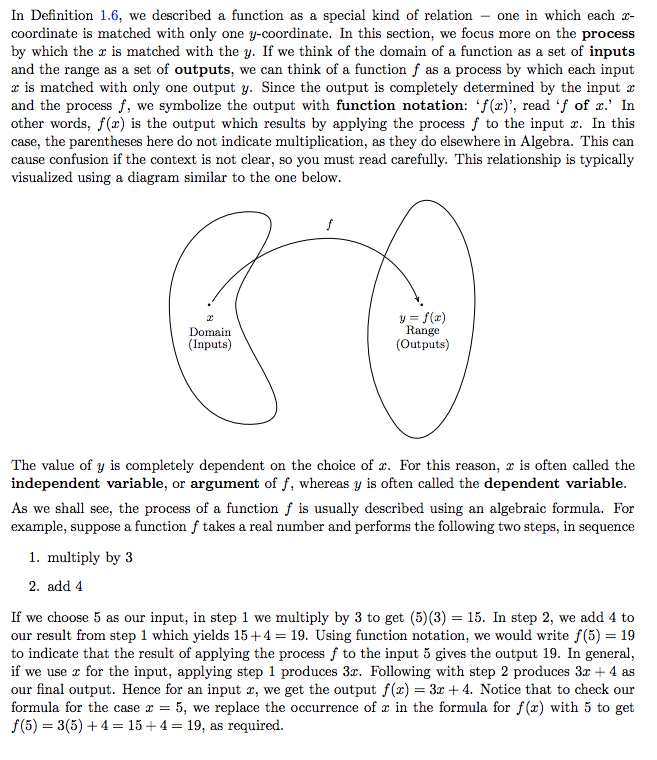 In Definition 1.6, we described a function as a special kind of relation − one in which each x-
coordinate is matched with only one y-coordinate. In this section, we focus more on the process
by which the x is matched with the y. If we think of the domain of a function as a set of inputs
and the range as a set of outputs, we can think of a function f as a process by which each input
x is matched with only one output y. Since the output is completely determined by the input x
and the process f, we symbolize the output with function notation: ‘f(x)’, read ‘f of x.’ In
other words, f(x) is the output which results by applying the process f to the input x. In this
case, the parentheses here do not indicate multiplication, as they do elsewhere in Algebra. This can
cause confusion if the context is not clear, so you must read carefully. This relationship is typically
visualized using a diagram similar to the one below.
f
x
Domain
(Inputs)
y = f(x)
Range
(Outputs)
The value of y is completely dependent on the choice of x. For this reason, x is often called the
independent variable, or argument of f, whereas y is often called the dependent variable.
As we shall see, the process of a function f is usually described using an algebraic formula. For
example, suppose a function f takes a real number and performs the following two steps, in sequence
1. multiply by 3
2. add 4
If we choose 5 as our input, in step 1 we multiply by 3 to get (5)(3) = 15. In step 2, we add 4 to
our result from step 1 which yields 15+4 = 19. Using function notation, we would write f(5) = 19
to indicate that the result of applying the process f to the input 5 gives the output 19. In general,
if we use x for the input, applying step 1 produces 3x. Following with step 2 produces 3x + 4 as
our final output. Hence for an input x, we get the output f(x) = 3x + 4. Notice that to check our
formula for the case x = 5, we replace the occurrence of x in the formula for f(x) with 5 to get
f(5) = 3(5) + 4 = 15 + 4 = 19, as required.